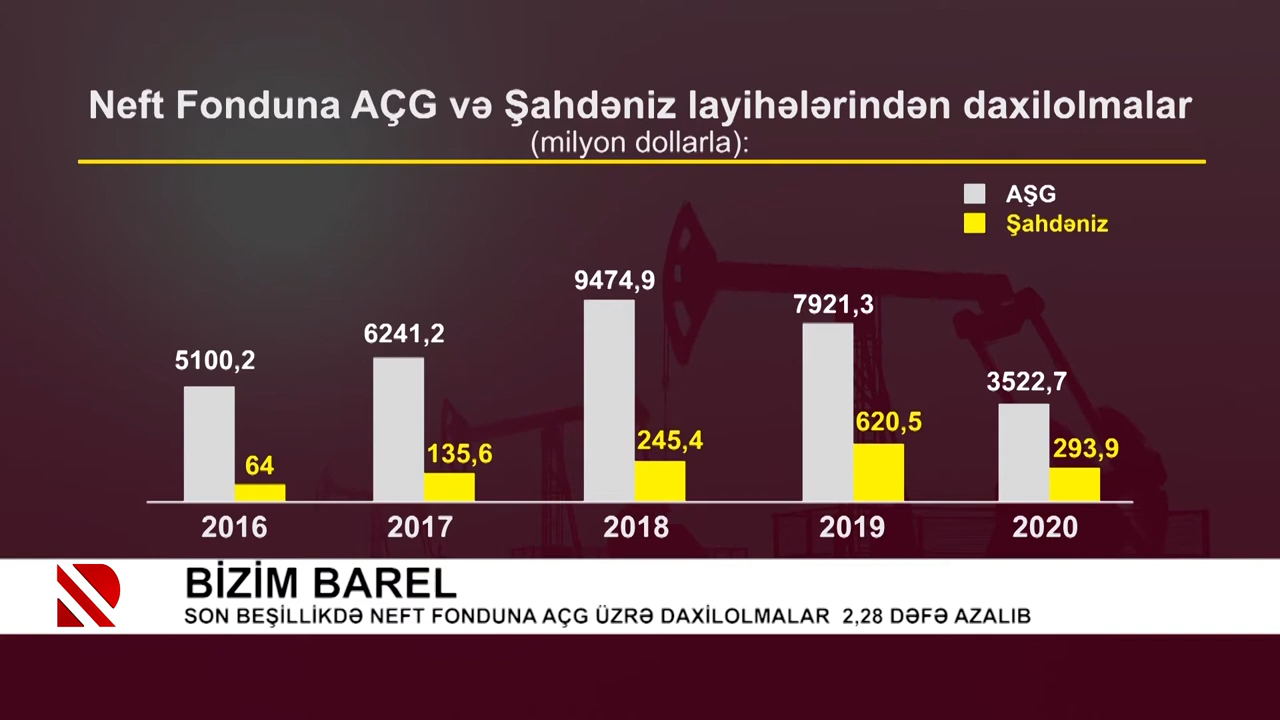 Neft Fonduna AÇG və Şahdəniz layihələrindən daxilolmalar
(milyon dollarla):
AŞG
Şahdəniz
5100,2
64
6241,2
135,6
9474,9
245,4
7921,3
620,5
3522,7
293,9
2016 2017 2018 2019 2020
BİZİM BAREL
SON BEŞİLLİKDƏ NEFT FONDUNA AÇG ÜZRƏ DAXİLOLMALAR 2,28 DƏFƏ AZALIB